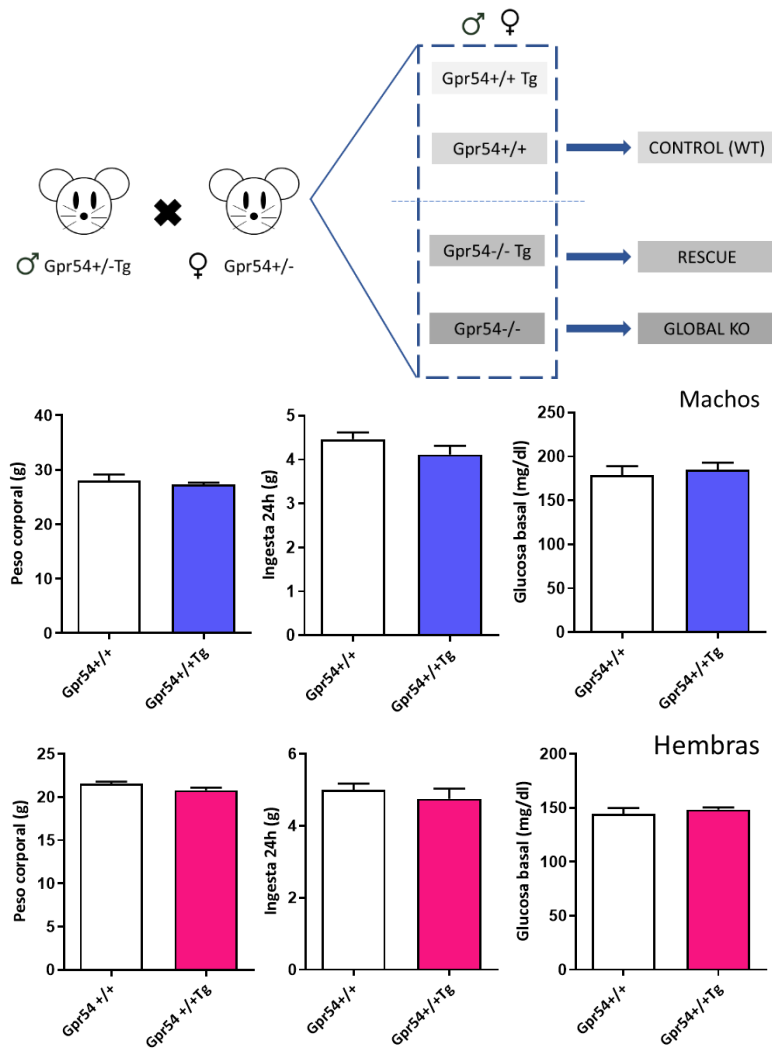 ♂ ♀
Gpr54+/+ Tg
Gpr54+/+
CONTROL (WT)
♂ Gpr54+/-Tg
♀ Gpr54+/-
Gpr54-/- Tg
RESCUE
Gpr54-/-
GLOBAL KO
Machos
Peso corporal (g)
40
30
20
10
0
Gpr54+/+
Gpr54+/+Tg
Ingesta 24h (g)
5
4
3
2
1
0
Gpr54+/+
Gpr54+/+Tg
Glucosa basal (mg/dl)
250
200
150
100
50
0
Gpr54+/+
Gpr54+/+Tg
Hembras
Peso corporal (g)
25
20
15
10
5
0
Gpr54 +/+
Gpr54 +/+Tg
Ingesta 24h (g)
6
4
2
0
Gpr54+/+
Gpr54+/+Tg
Glucosa basal (mg/dl)
200
150
100
50
0
Gpr54+/+
Gpr54+/+Tg